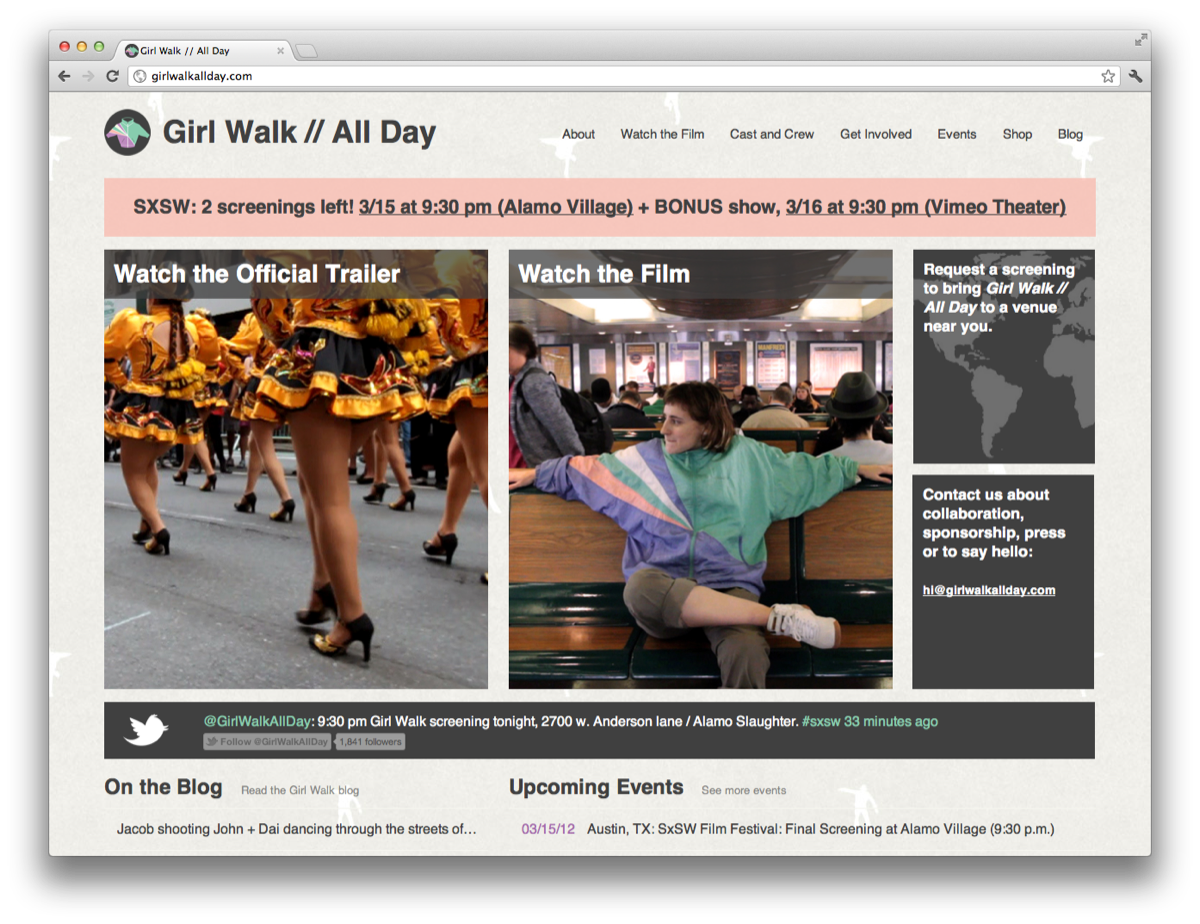 Girl Walk // All Day
girlwalkallday.com
Girl Walk // All Day
About Watch the Film Cast and Crew Get Involved Events Shop Blog
SXSW: 2 screenings left! 3/15 at 9:30 pm (Alamo Village) + BONUS show, 3/16 at 9:30 pm (Vimeo Theater)
Watch the Official Trailer
Watch the Film
Request a screening
to bring Girl Walk //
All Day to a venue
near you.
Contact us about
collaboration,
sponsorship, press
or to say hello:
hi@girlwalkallday.com
@GirlWalkAllDay: 9:30 pm Girl Walk screening tonight, 2700 w. Anderson lane / Alamo Slaughter. #sxsw 33 minutes ago
Follow @GirlWalkAllDay 1,841 followers
On the Blog Read the Girl Walk blog
Jacob shooting John + Dai dancing through the streets of…
Upcoming Events See more events
03/15/12 Austin, TX: SxSW Film Festival: Final Screening at Alamo Village (9:30 p.m.)